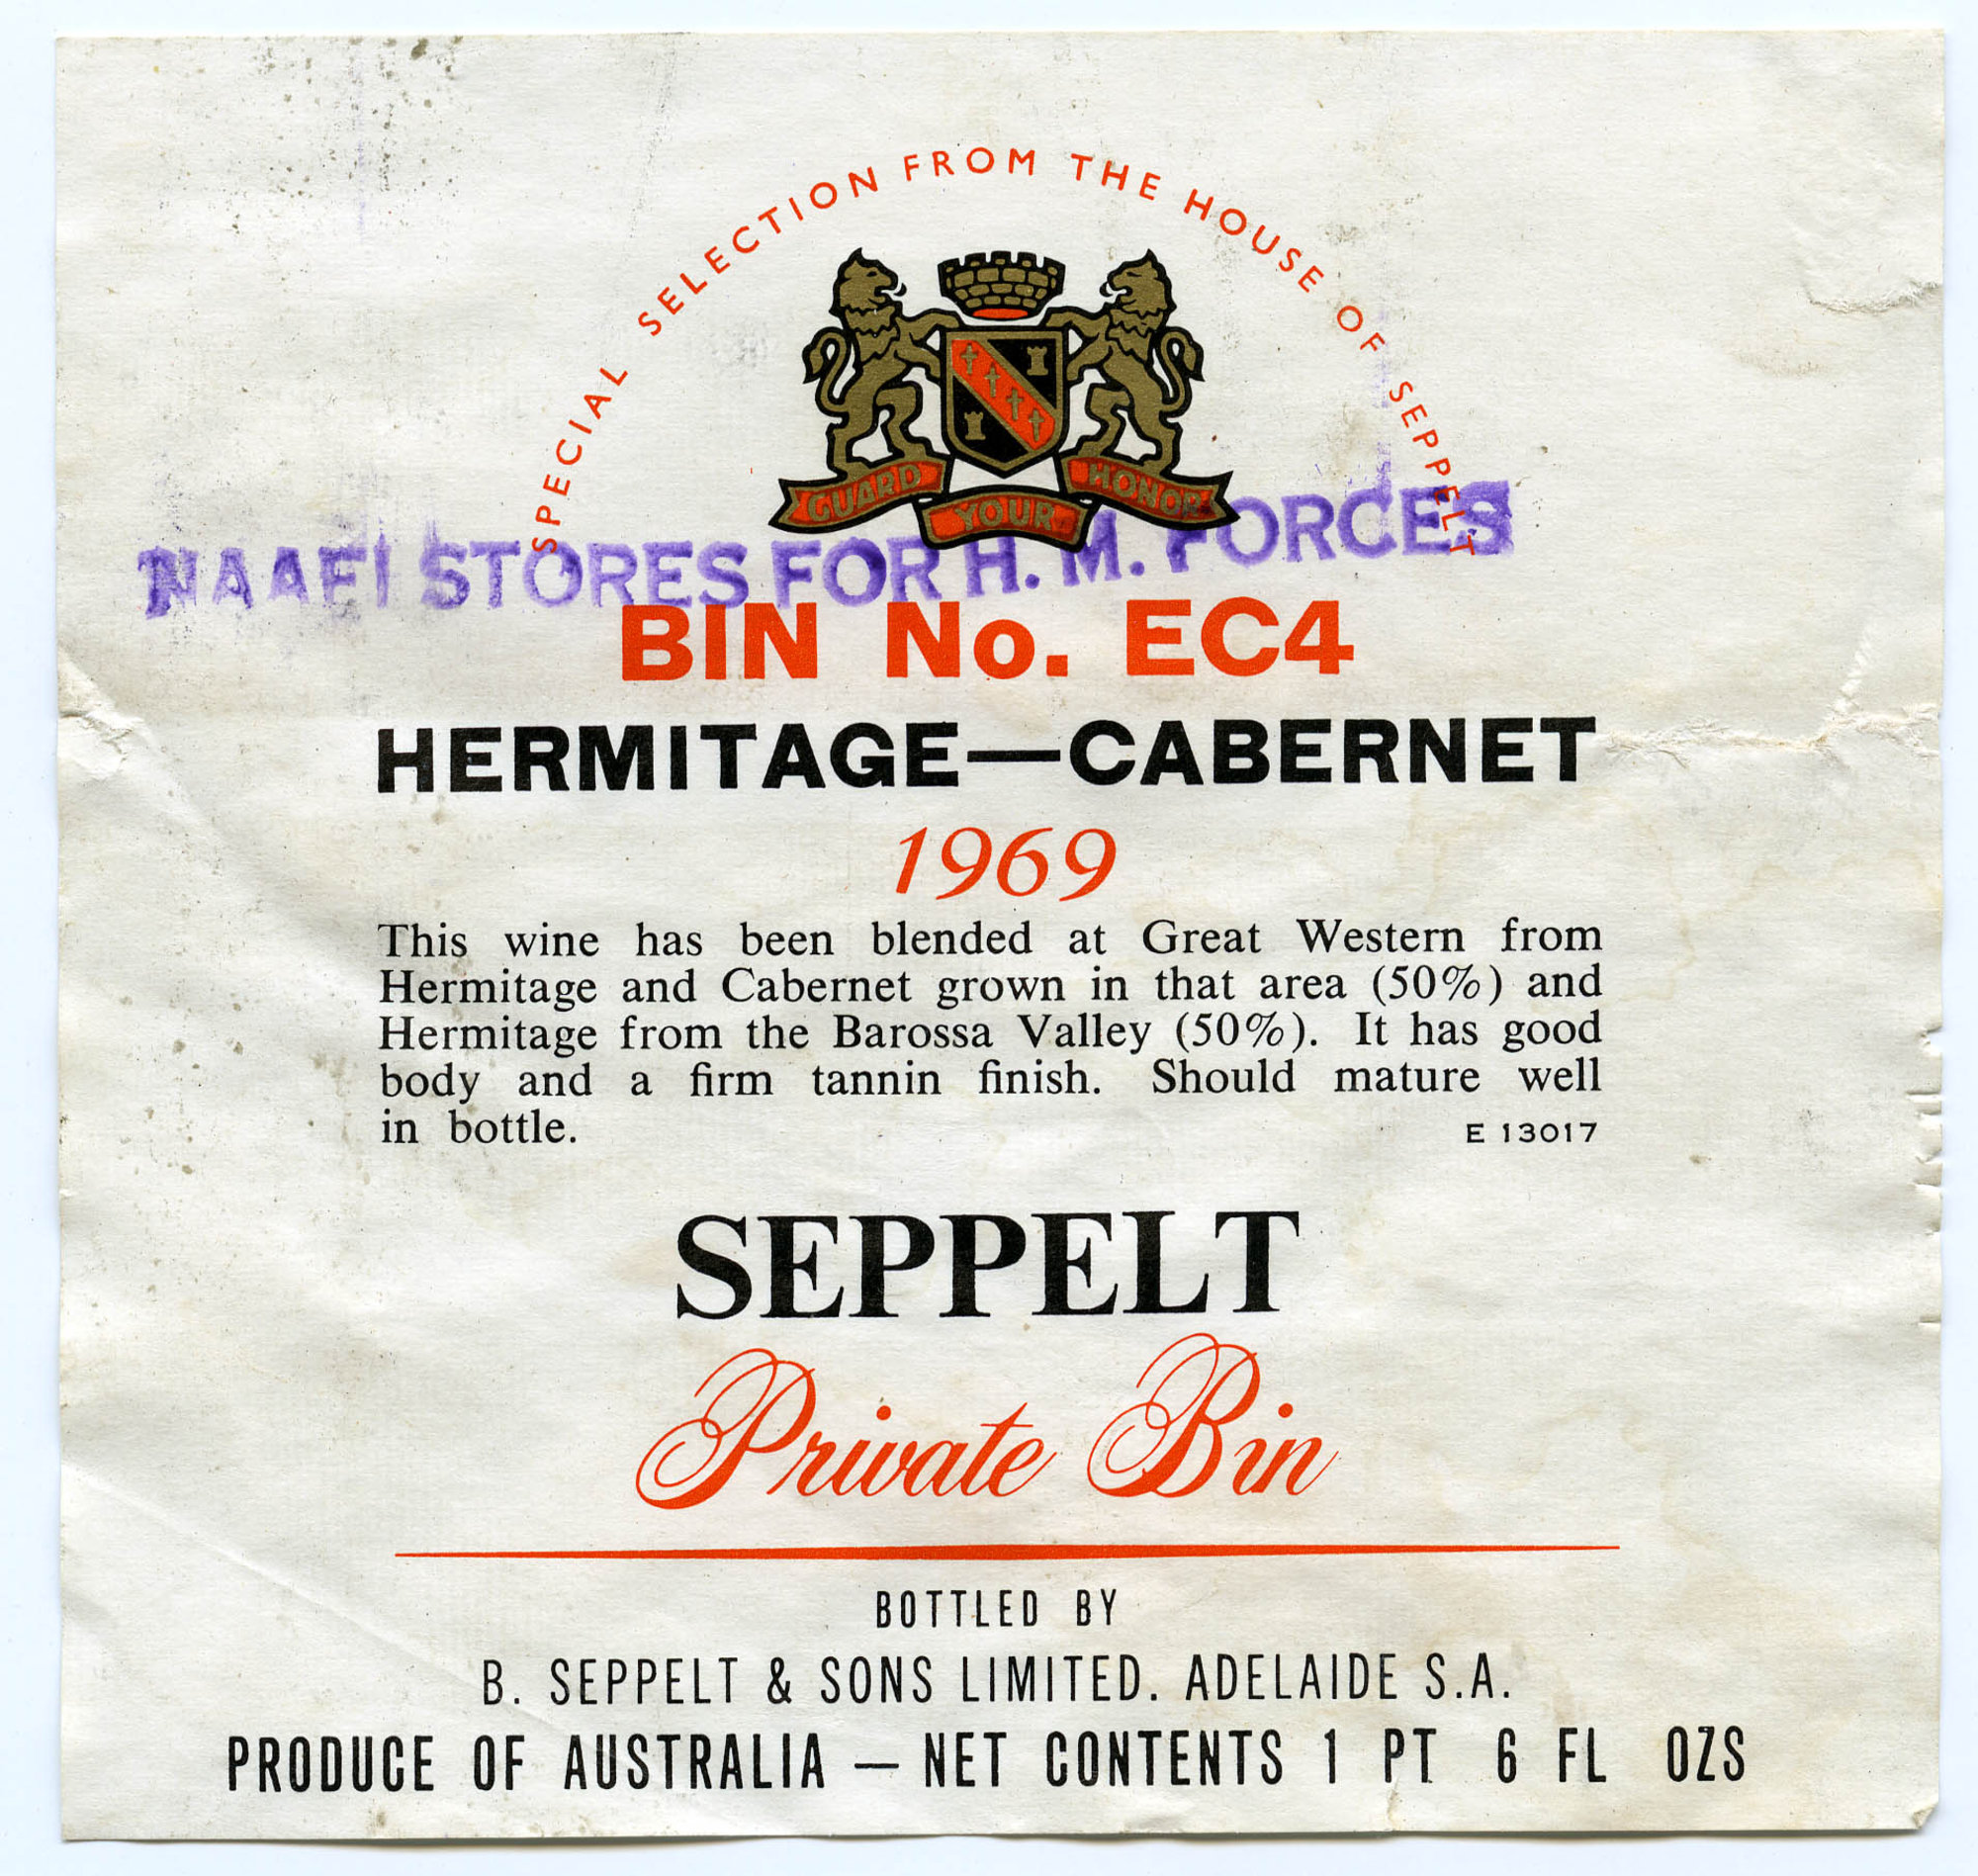 SPECIAL SELECTION FROM THE HOUSE OF SEPPELT
GUARD YOUR HONOR
NAAFI STORES FOR H. M. FORCES
BIN No. EC4
HERMITAGE—CABERNET
1969
This wine has been blended at Great Western from
Hermitage and Cabernet grown in that area (50%) and
Hermitage from the Barossa Valley (50%). It has good
body and a firm tannin finish. Should mature well
in bottle. E 13017
SEPPELT
Private Bin
BOTTLED BY
B. SEPPELT & SONS LIMITED. ADELAIDE S.A.
PRODUCE OF AUSTRALIA — NET CONTENTS 1 PT 6 FL OZS